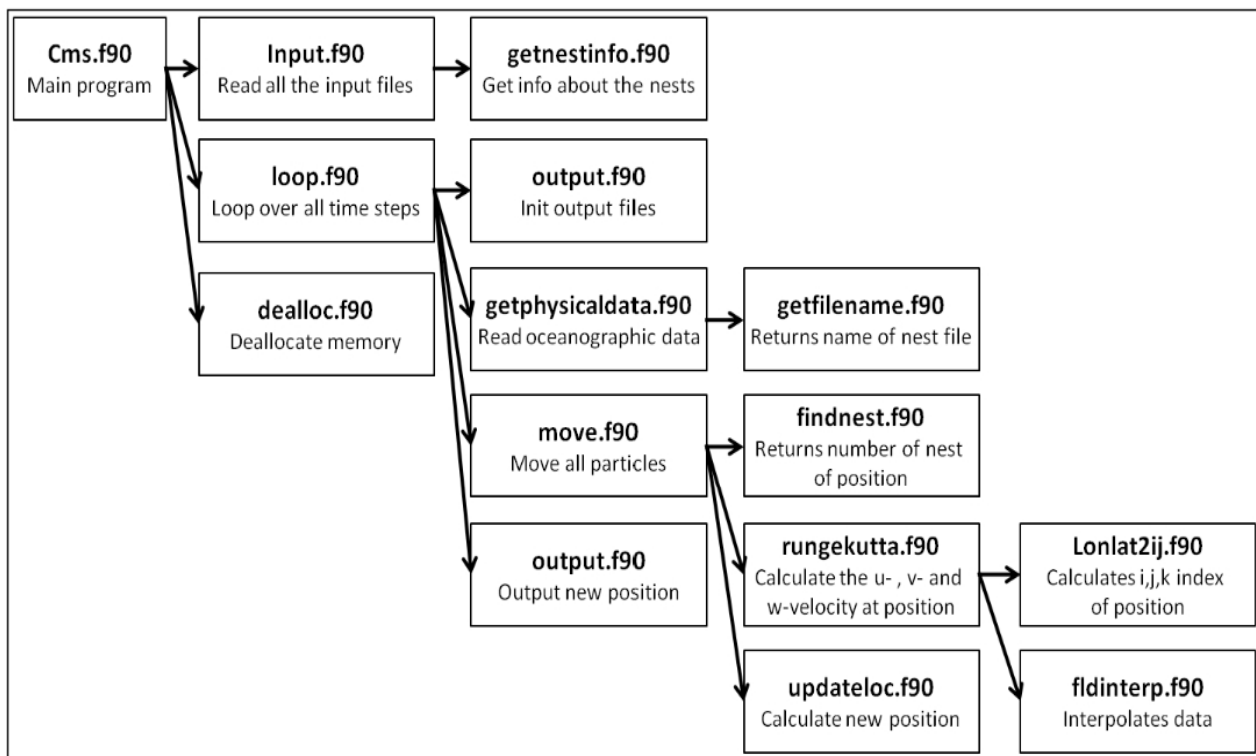 Cms.f90
Main program
Input.f90
Read all the input files
getnestinfo.f90
Get info about the nests
loop.f90
Loop over all time steps
output.f90
Init output files
dealloc.f90
Deallocate memory
getphysicaldata.f90
Read oceanographic data
getfilename.f90
Returns name of nest file
move.f90
Move all particles
findnest.f90
Returns number of nest
of position
output.f90
Output new position
rungekutta.f90
Calculate the u- , v- and
w-velocity at position
Lonlat2ij.f90
Calculates i,j,k index
of position
updateloc.f90
Calculate new position
fldinterp.f90
Interpolates data